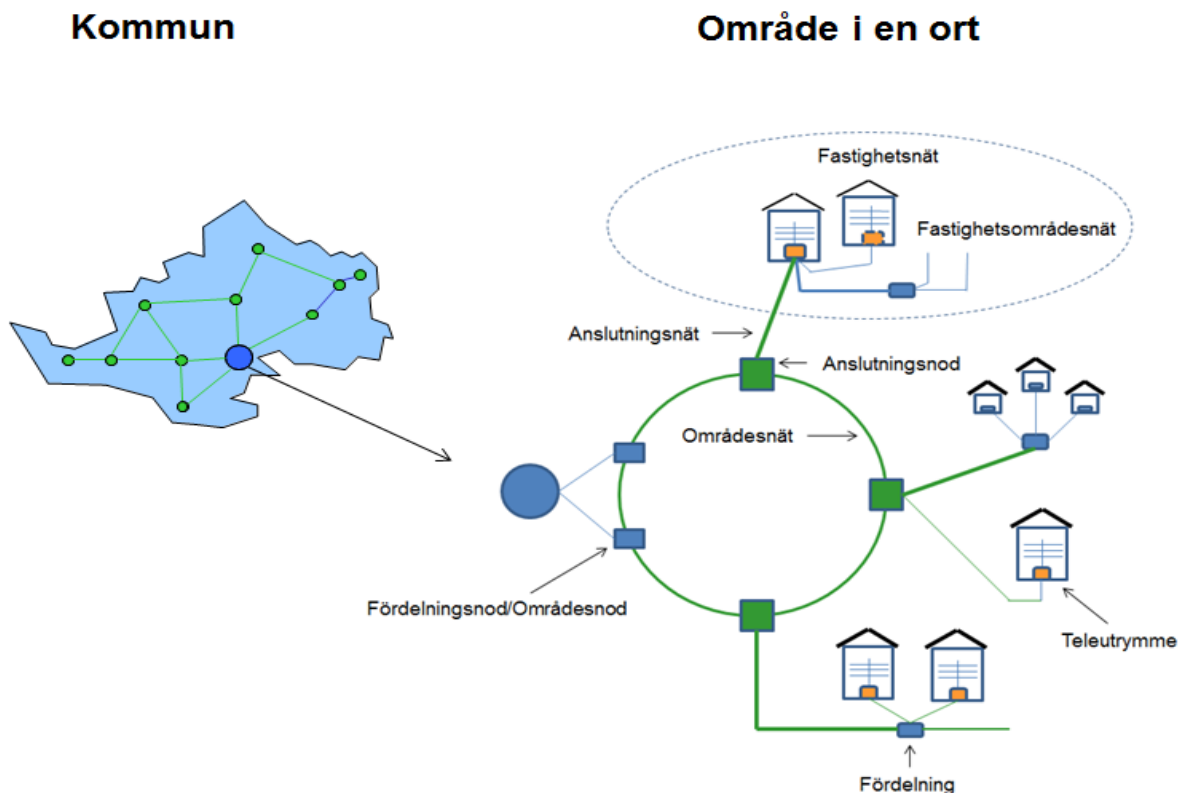 Kommun
Område i en ort
Fastighetsnät
Fastighetsområdesnät
Anslutningsnät
Anslutningsnod
Områdesnät
Fördelningsnod/Områdesnod
Teleutrymme
Fördelning